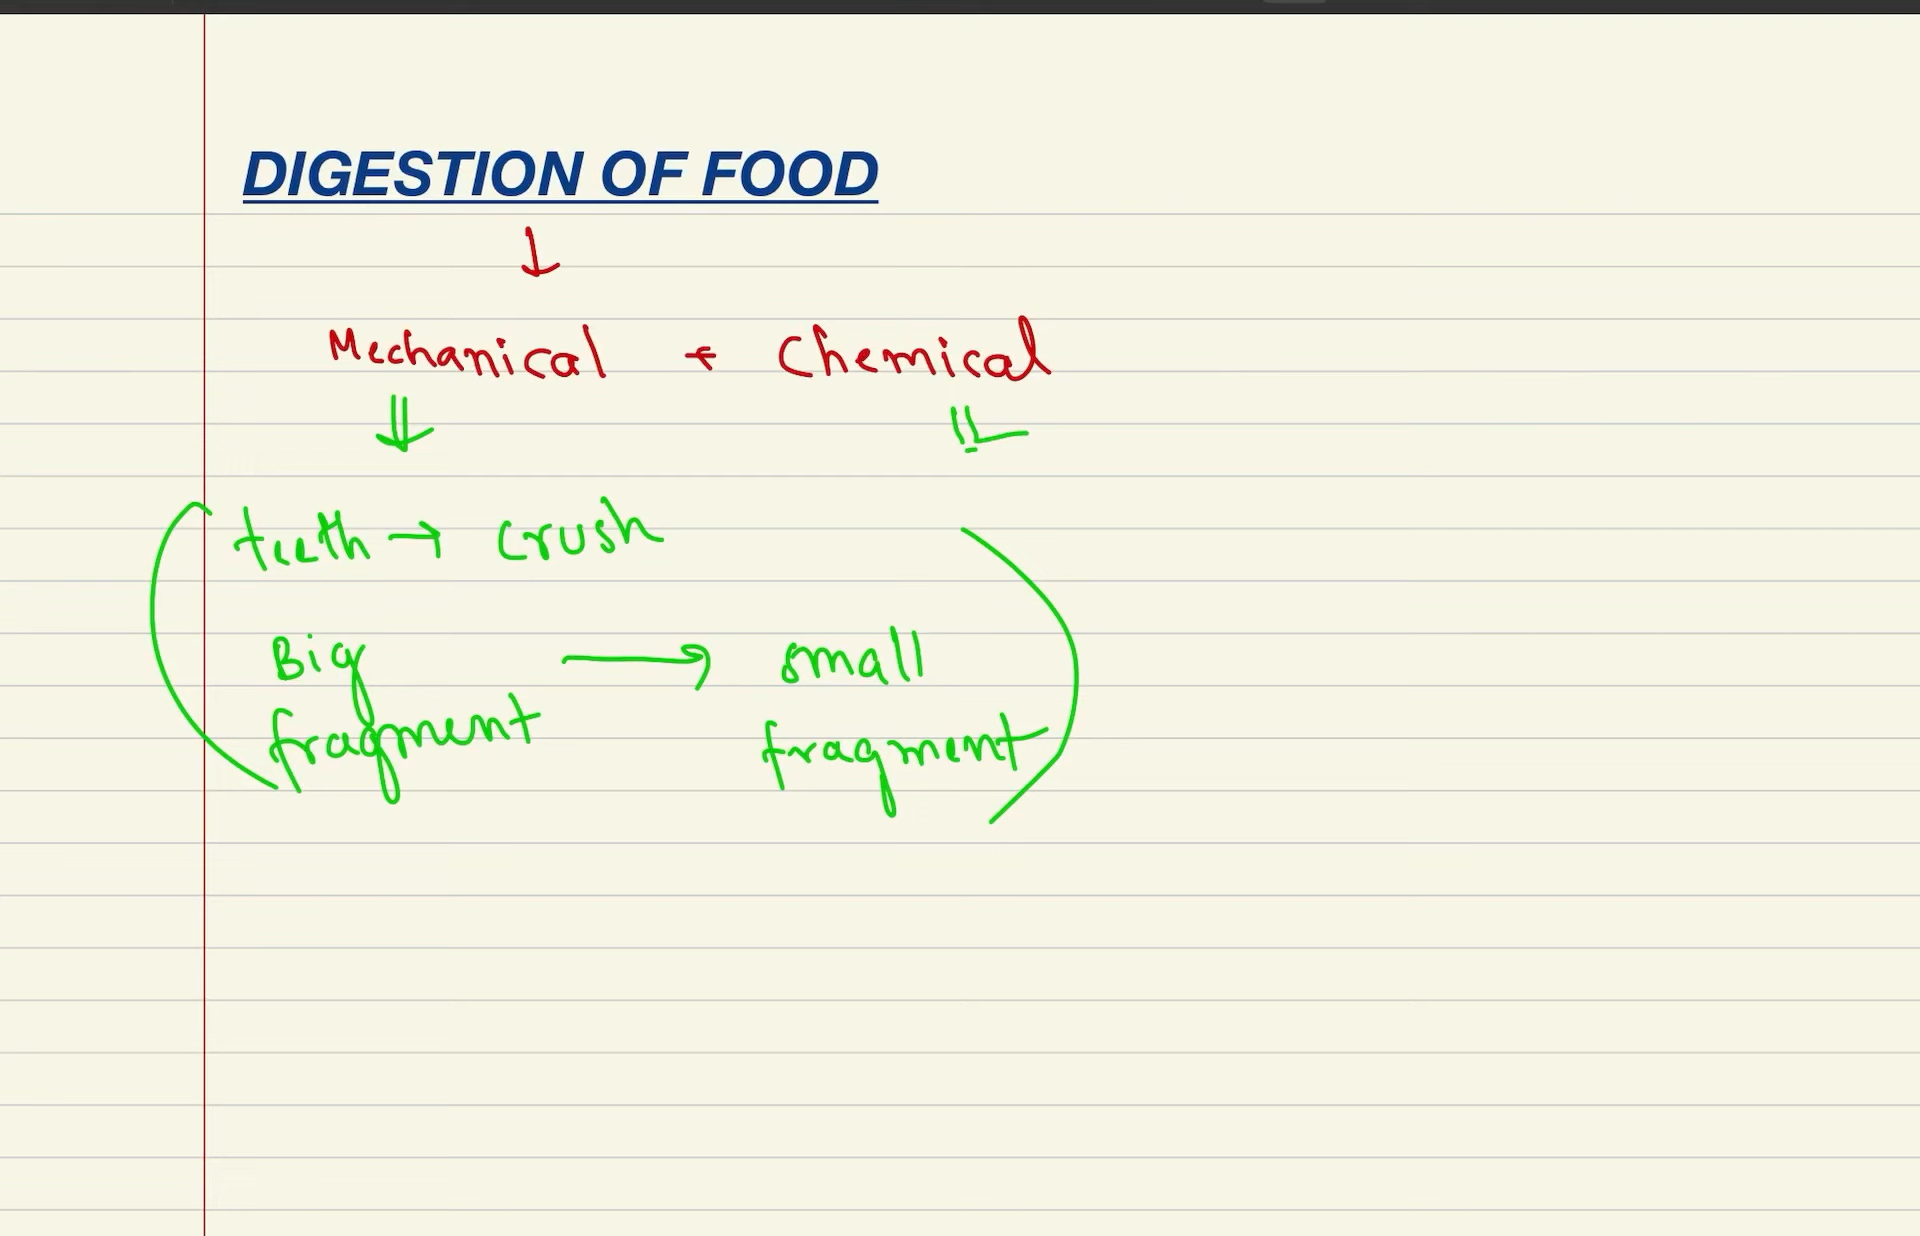 DIGESTION OF FOOD
↓
Mechanical + Chemical
teeth → crush
Big → small
fragment fragment